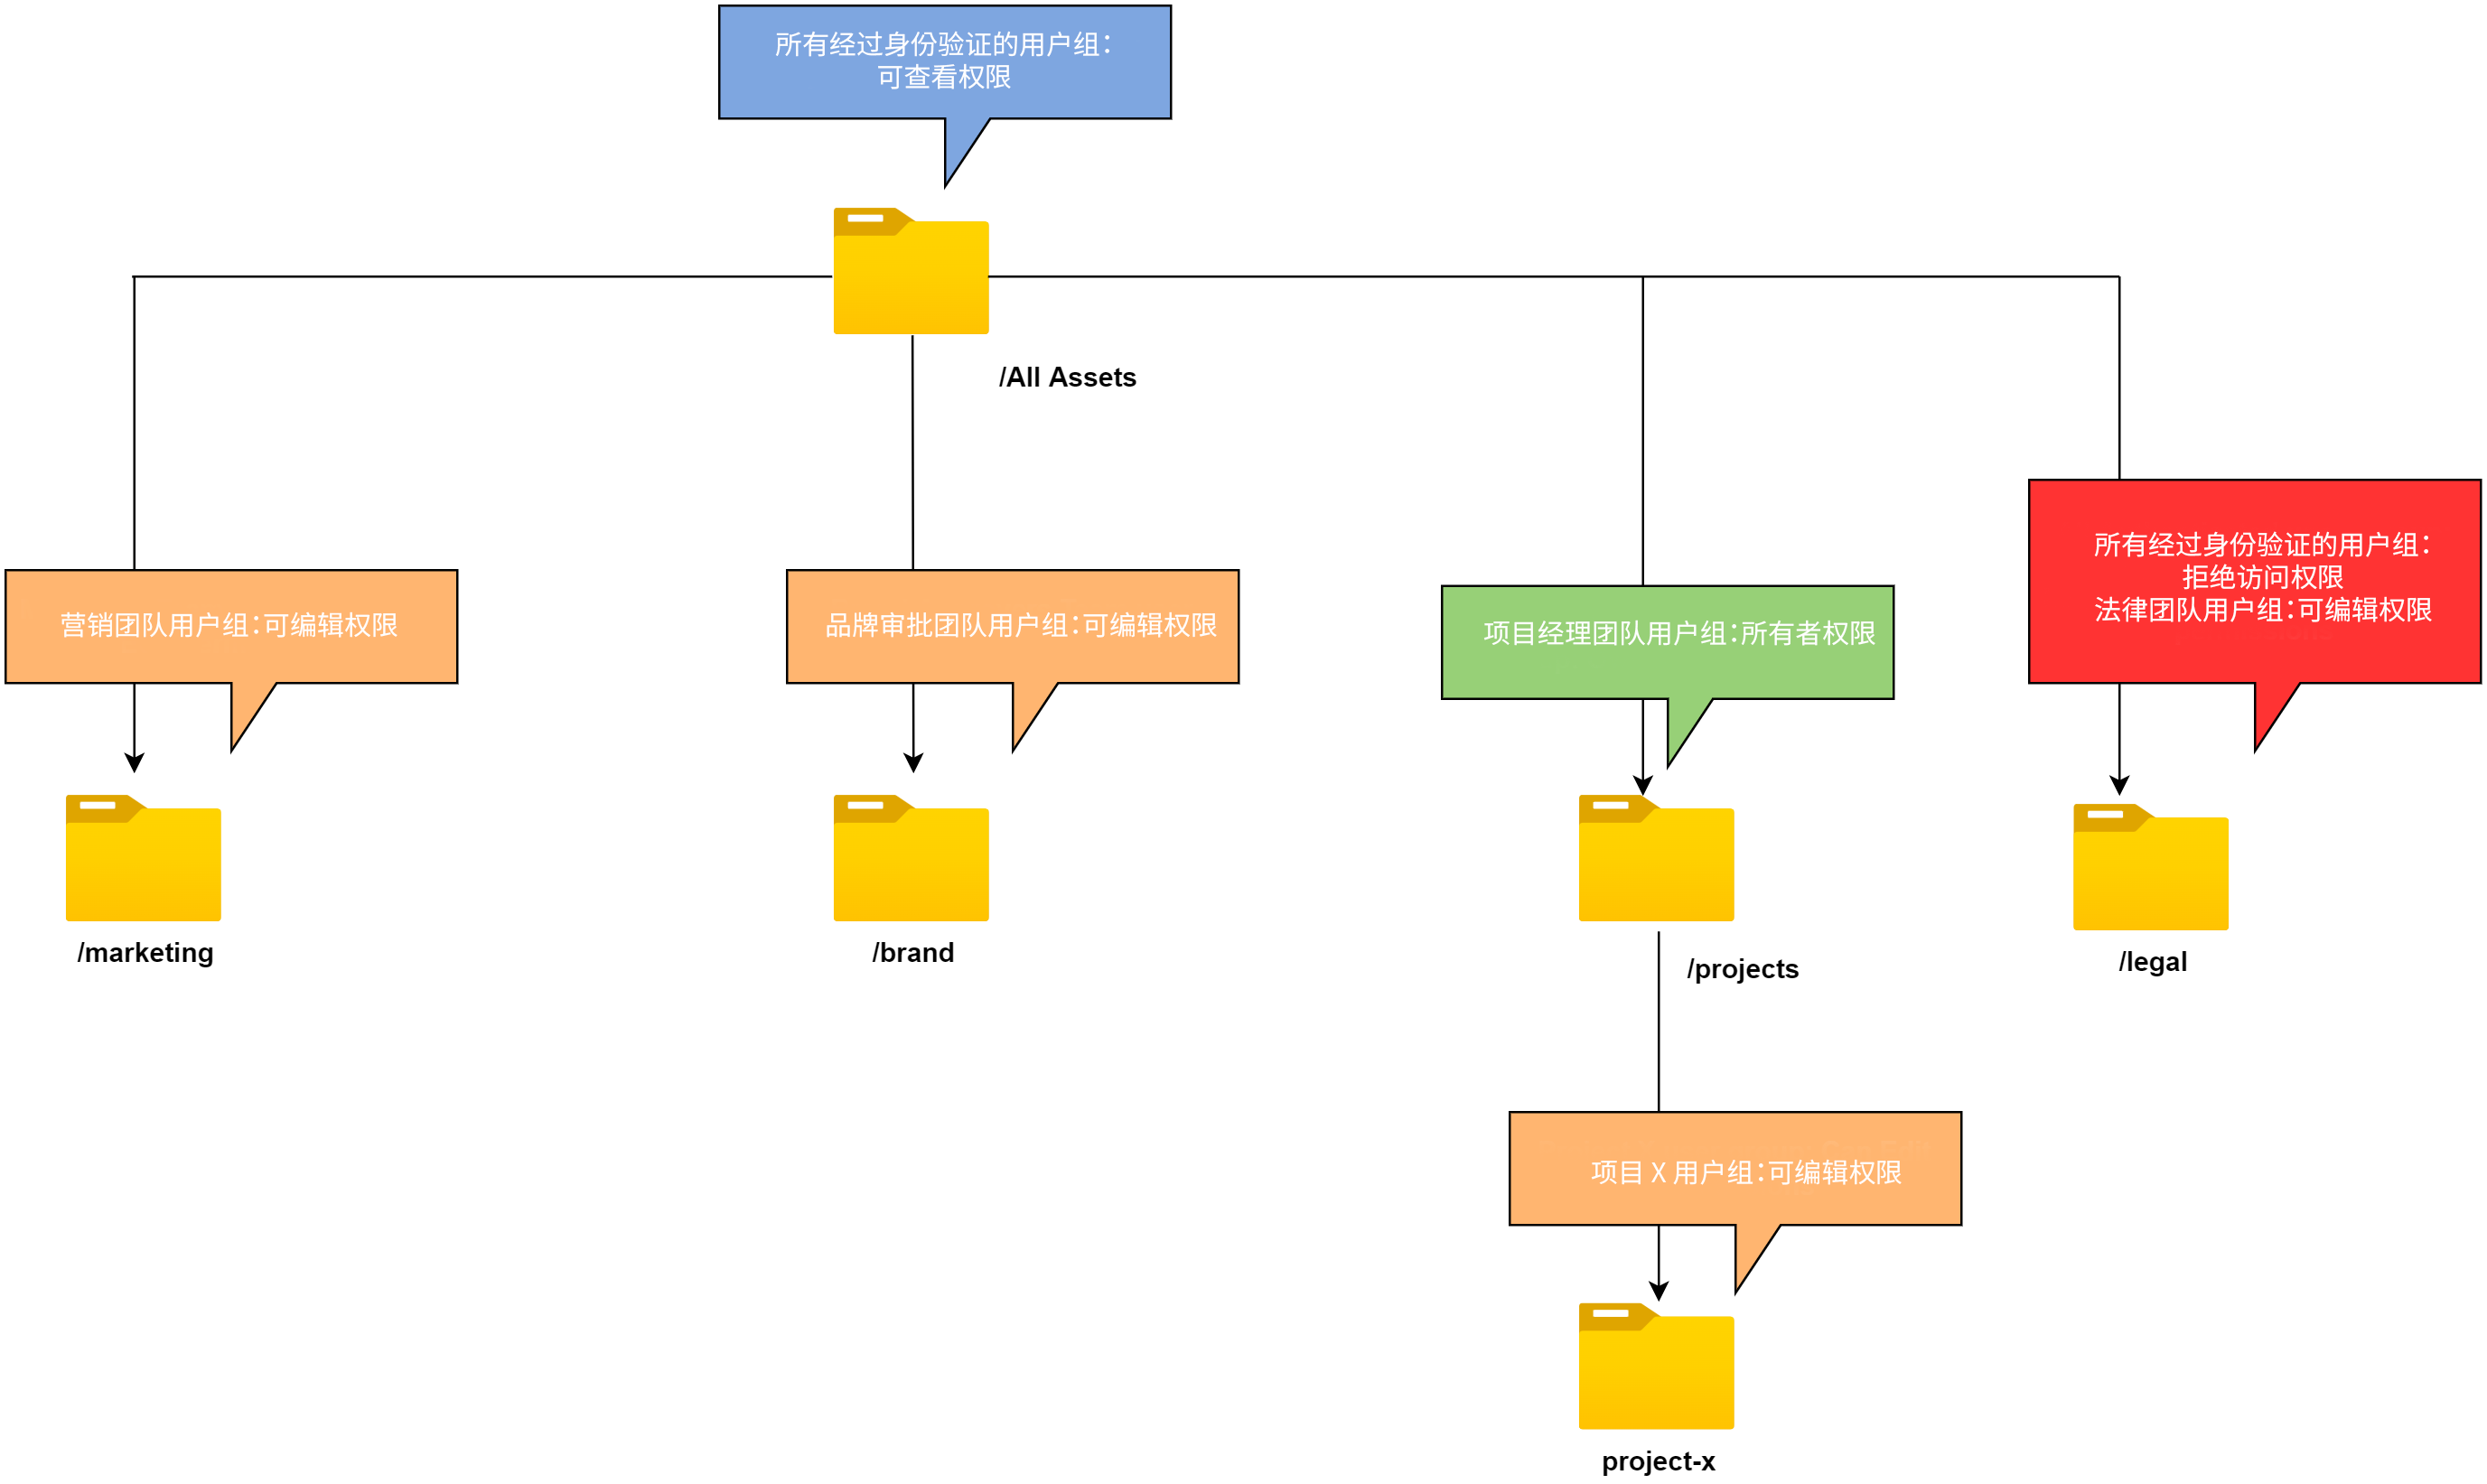 所有经过身份验证的用户组：
可查看权限
/All Assets
营销团队用户组：可编辑权限
品牌审批团队用户组：可编辑权限
项目经理团队用户组：所有者权限
所有经过身份验证的用户组：
拒绝访问权限
法律团队用户组：可编辑权限
/marketing
/brand
/projects
/legal
项目 X 用户组：可编辑权限
project-x